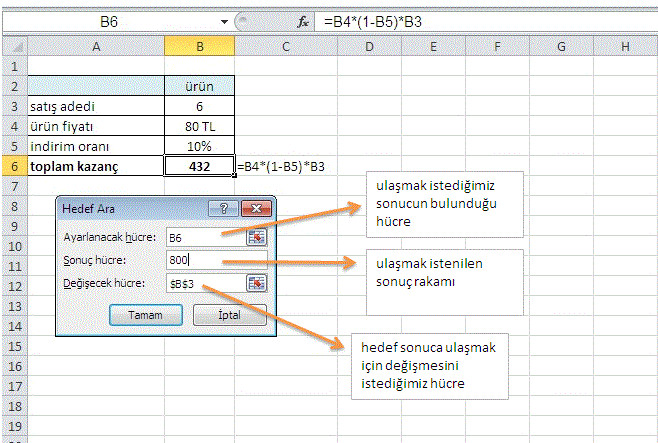 B6 fx =B4*(1-B5)*B3
A B C D E F G H
1
2 ürün
3 satış adedi 6
4 ürün fiyatı 80 TL
5 indirim oranı 10%
6 toplam kazanç 432 =B4*(1-B5)*B3
7
8
9
10
11
12
13
14
15
16
17
18
19
Hedef Ara ?
Ayarlanacak hücre: B6
Sonuç hücre: 800
Değişecek hücre: $B$3
Tamam İptal
ulaşmak istediğimiz
sonucun bulunduğu
hücre
ulaşmak istenilen
sonuç rakamı
hedef sonuca ulaşmak
için değişmesini
istediğimiz hücre